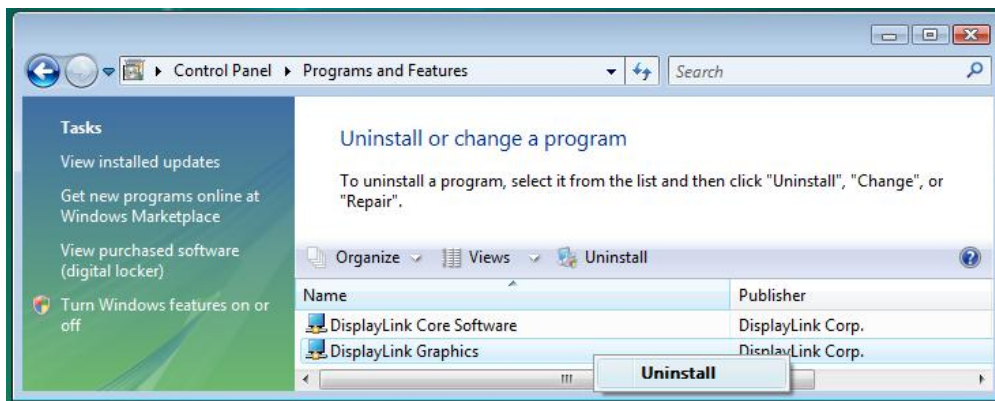 Control Panel ▸ Programs and Features
Search
Tasks
View installed updates
Get new programs online at
Windows Marketplace
View purchased software
(digital locker)
Turn Windows features on or
off
Uninstall or change a program
To uninstall a program, select it from the list and then click "Uninstall", "Change", or
"Repair".
Organize Views Uninstall
Name Publisher
DisplayLink Core Software DisplayLink Corp.
DisplayLink Graphics DisplayLink Corp.
Uninstall